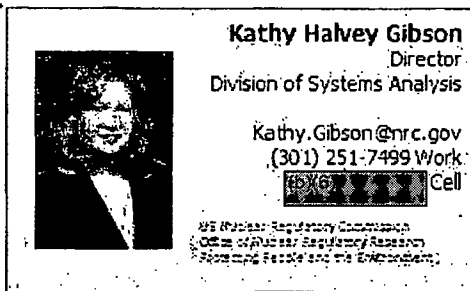 Kathy Halvey Gibson
Director
Division of Systems Analysis
Kathy.Gibson@nrc.gov
(301) 251-7499 Work
(b)(6) Cell
US Nuclear Regulatory Commission
Office of Nuclear Regulatory Research
Protecting People and the Environment